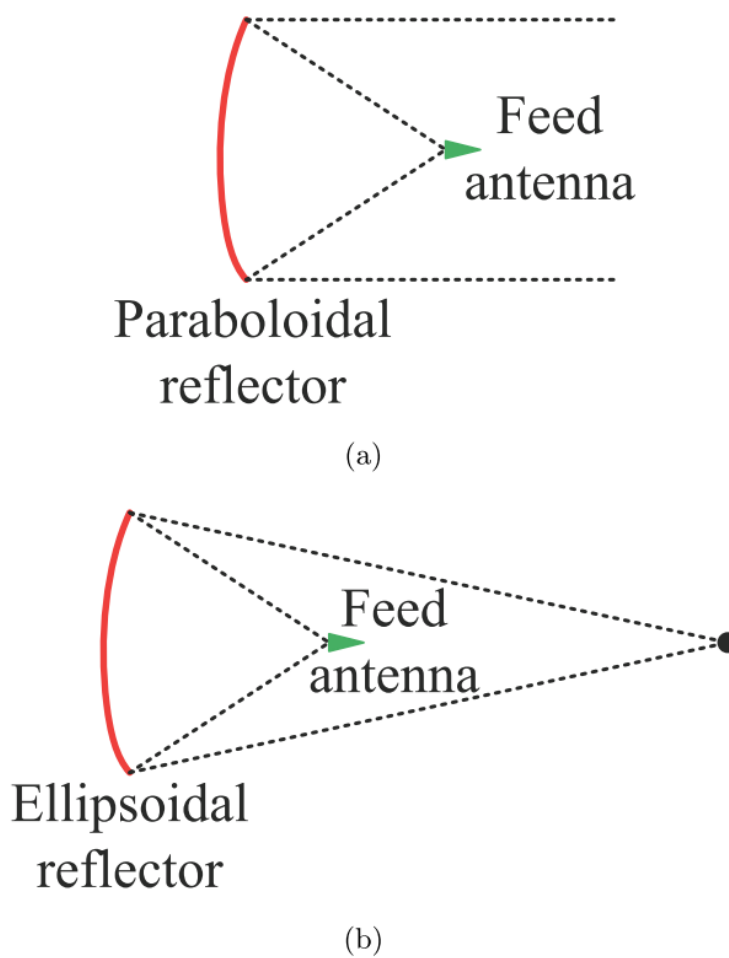 Feed
antenna
Paraboloidal
reflector
(a)
Feed
antenna
Ellipsoidal
reflector
(b)